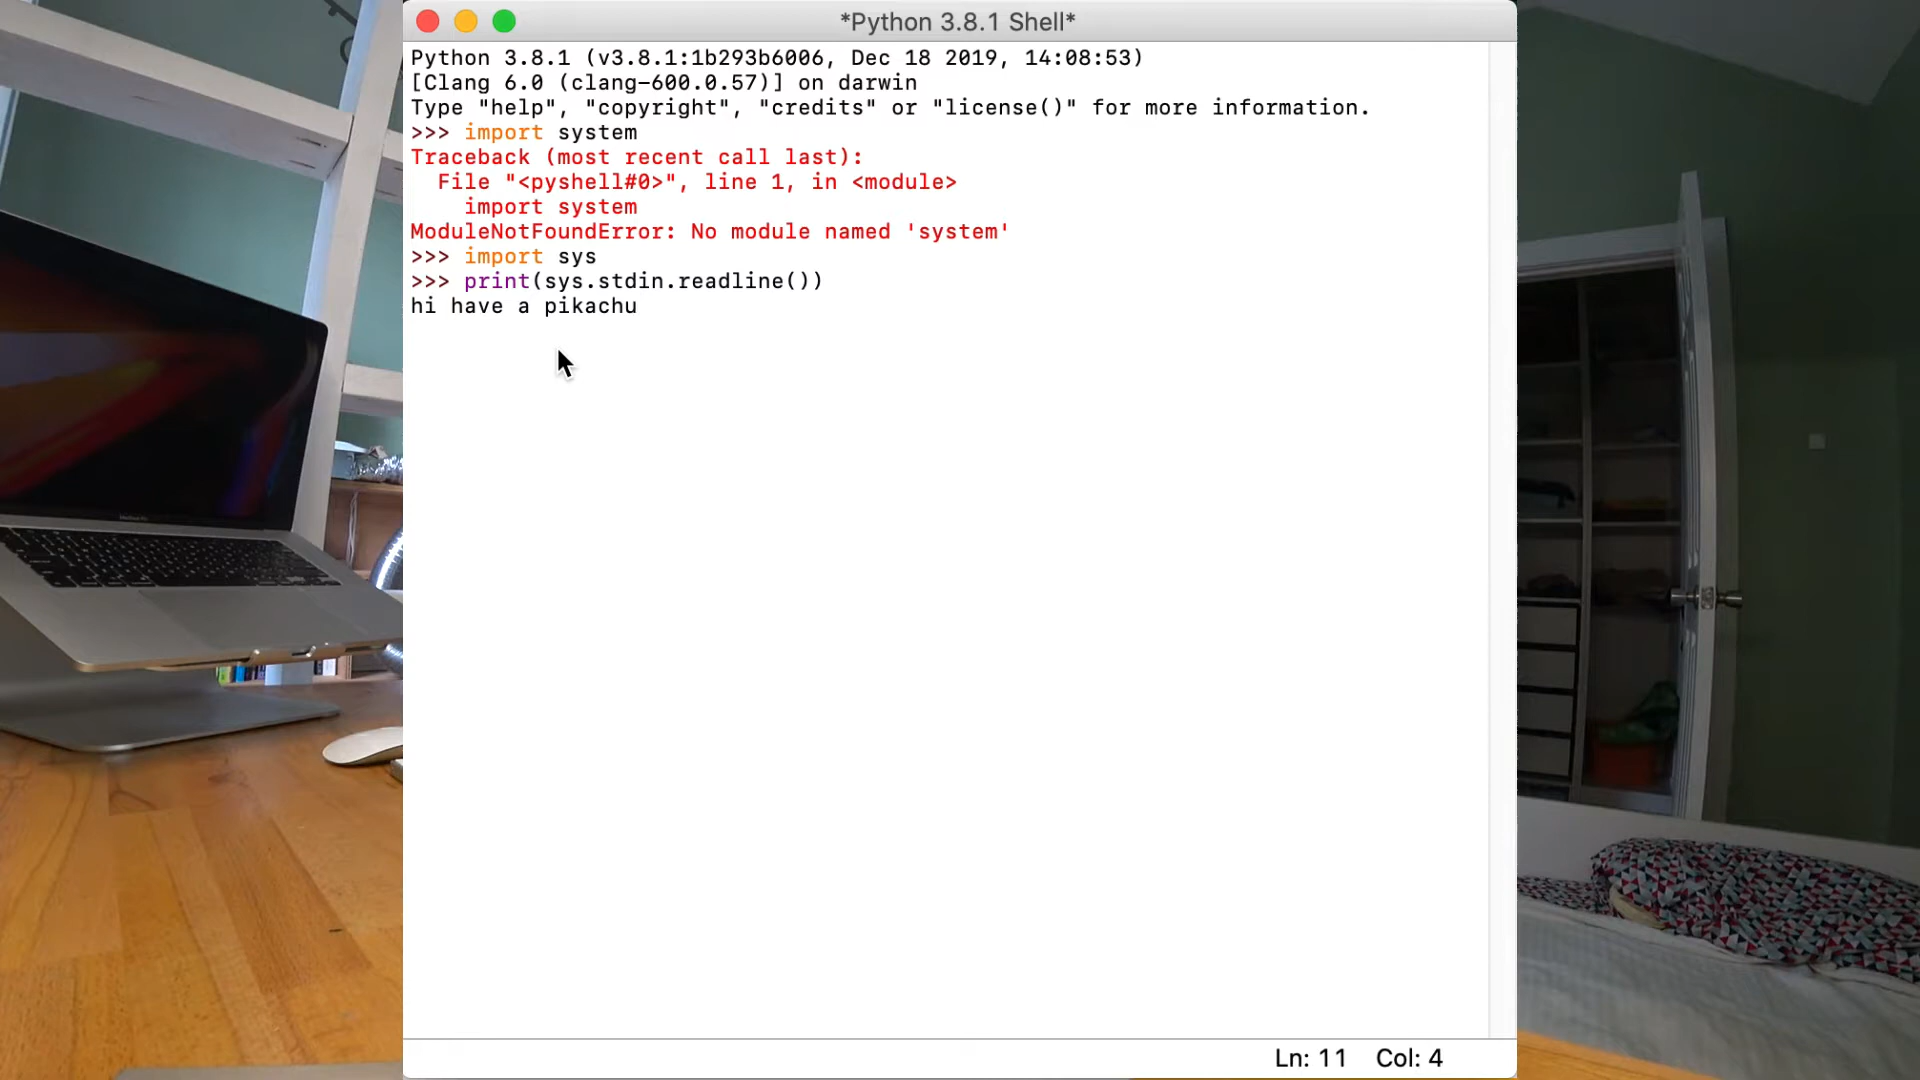 *Python 3.8.1 Shell*
Python 3.8.1 (v3.8.1:1b293b6006, Dec 18 2019, 14:08:53)
[Clang 6.0 (clang-600.0.57)] on darwin
Type "help", "copyright", "credits" or "license()" for more information.
>>> import system
Traceback (most recent call last):
  File "<pyshell#0>", line 1, in <module>
    import system
ModuleNotFoundError: No module named 'system'
>>> import sys
>>> print(sys.stdin.readline())
hi have a pikachu
Ln: 11 Col: 4